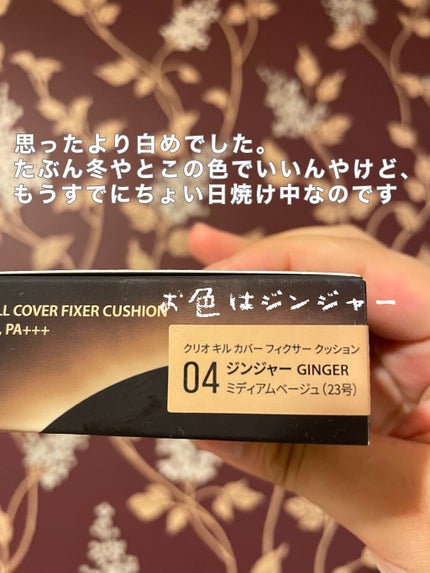 思ったより白めでした。
たぶん冬やとこの色でいいんやけど、
もうすでにちょい日焼け中なのです
お色はジンジャー
LL COVER FIXER CUSHION
, PA+++
クリオ キル カバー フィクサー クッション
04 ジンジャー GINGER
ミディアムベージュ（23号）